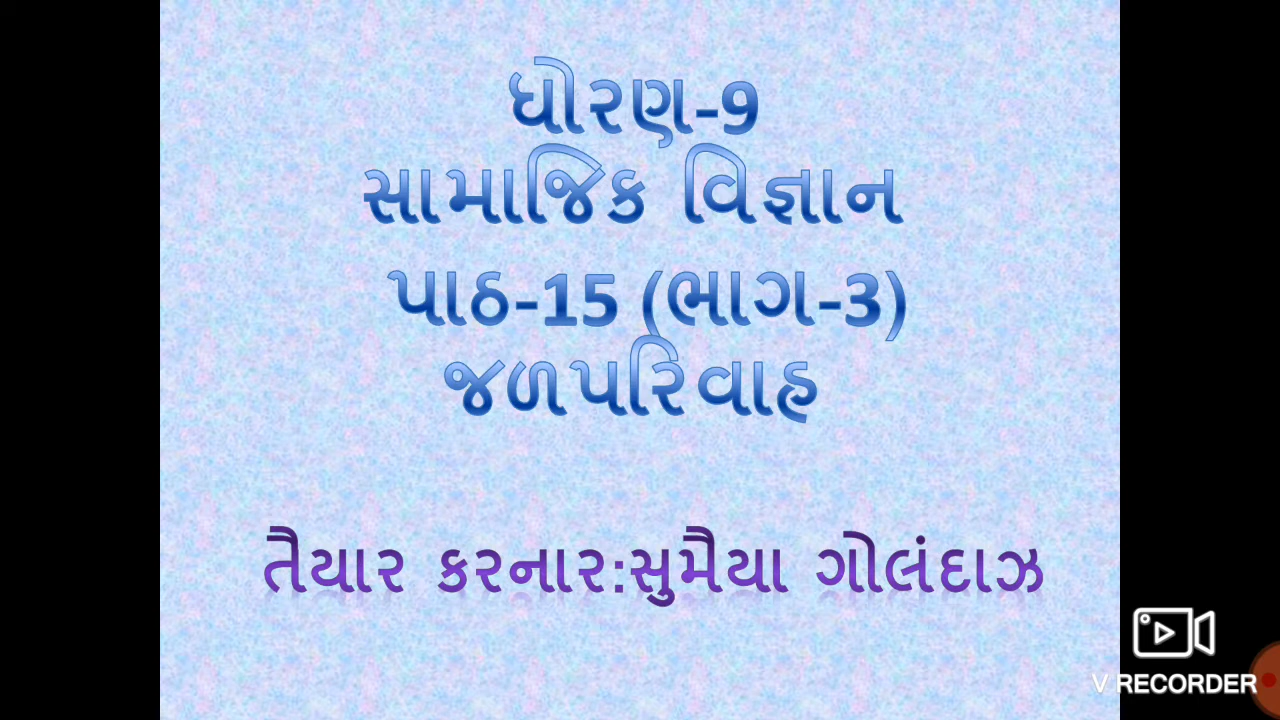 ધોરણ-9
સામાજિક વિજ્ઞાન
પાઠ-15 (ભાગ-3)
જળપરિવાહ
તૈયાર કરનાર:સુમૈયા ગોલંદાઝ
V RECORDER